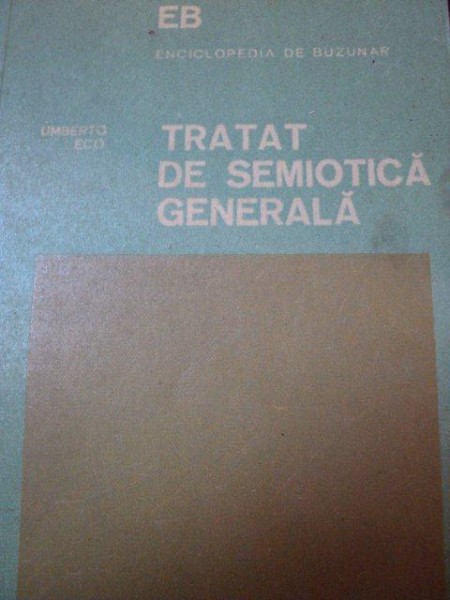 EB
ENCICLOPEDIA DE BUZUNAR
UMBERTO
ECO
TRATAT
DE SEMIOTICĂ
GENERALĂ